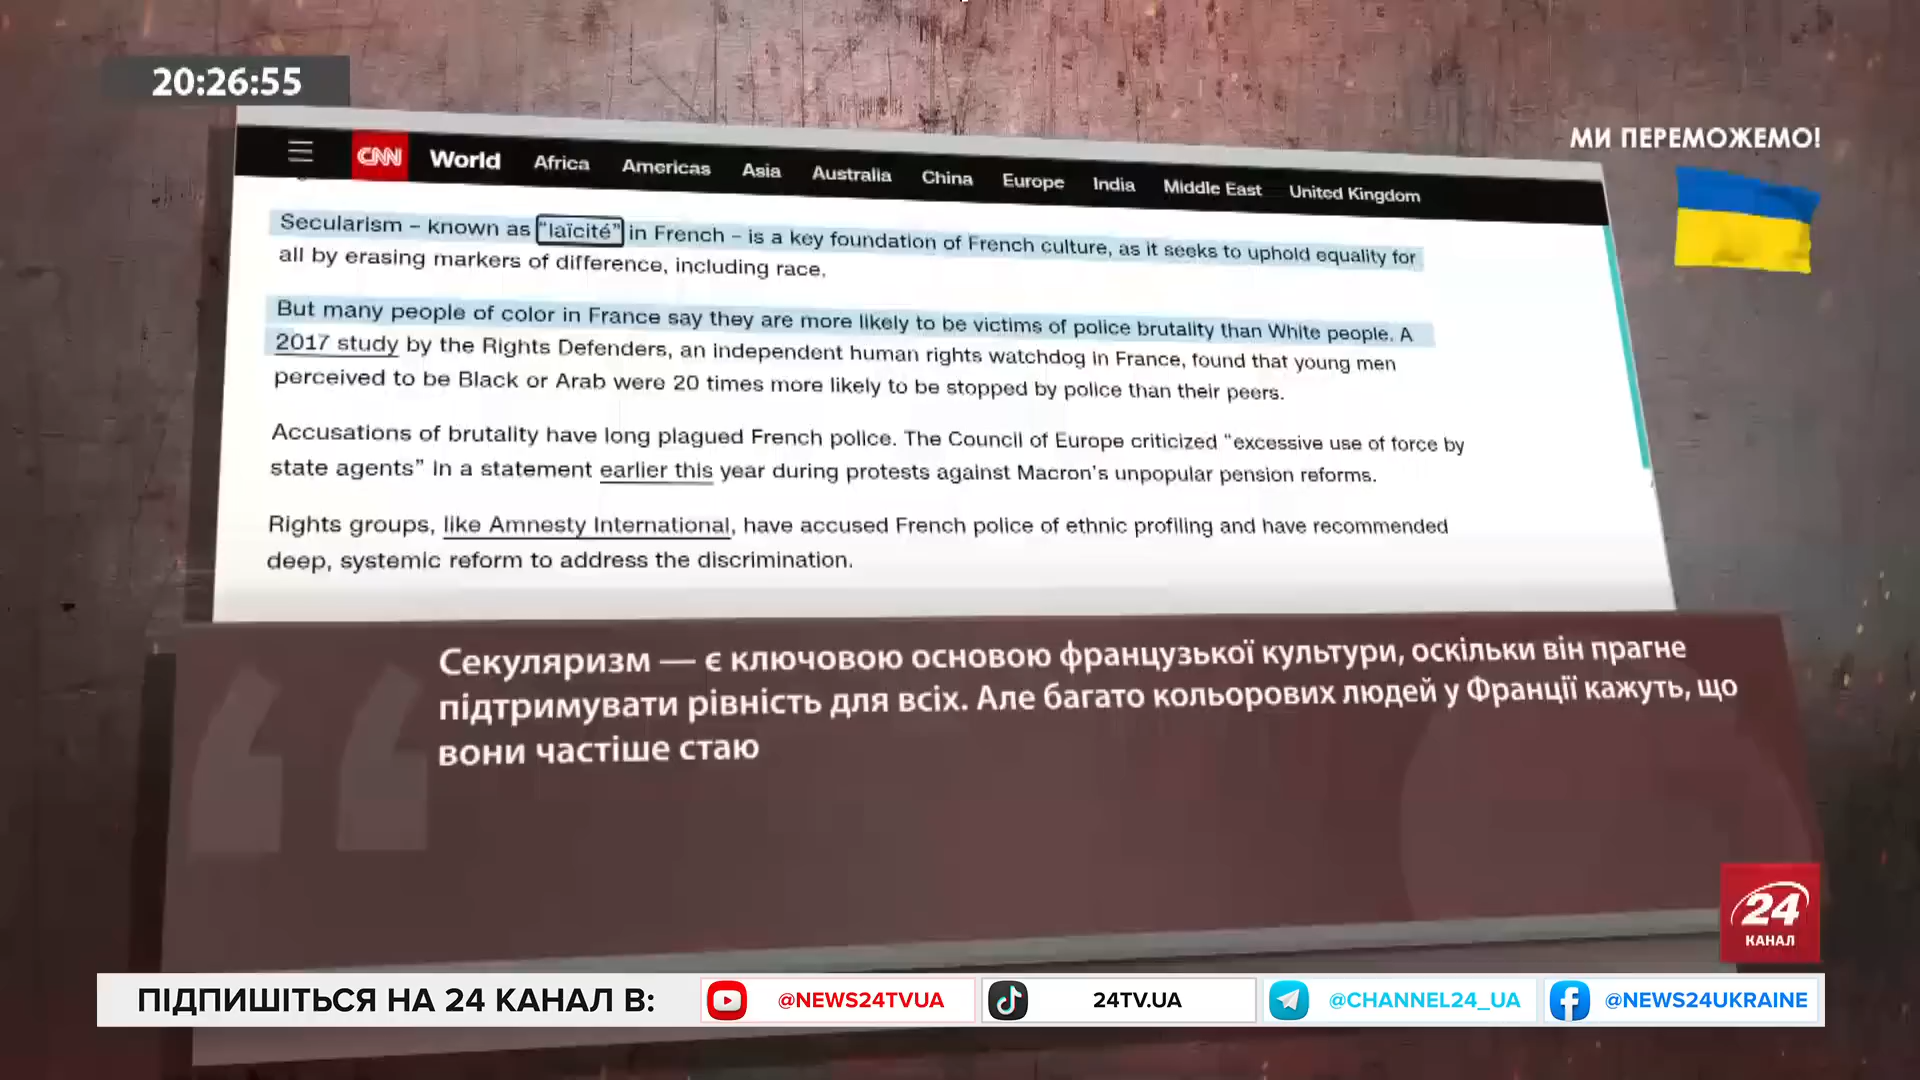 20:26:55
МИ ПЕРЕМОЖЕМО!
CNN World Africa Americas Asia Australia China Europe India Middle East United Kingdom
Secularism – known as “laïcité” in French – is a key foundation of French culture, as it seeks to uphold equality for
all by erasing markers of difference, including race.
But many people of color in France say they are more likely to be victims of police brutality than White people. A
2017 study by the Rights Defenders, an independent human rights watchdog in France, found that young men
perceived to be Black or Arab were 20 times more likely to be stopped by police than their peers.
Accusations of brutality have long plagued French police. The Council of Europe criticized “excessive use of force by
state agents” in a statement earlier this year during protests against Macron’s unpopular pension reforms.
Rights groups, like Amnesty International, have accused French police of ethnic profiling and have recommended
deep, systemic reform to address the discrimination.
Секуляризм — є ключовою основою французької культури, оскільки він прагне
підтримувати рівність для всіх. Але багато кольорових людей у Франції кажуть, що
вони частіше стаю
24
КАНАЛ
ПІДПИШІТЬСЯ НА 24 КАНАЛ В: @NEWS24TVUA 24TV.UA @CHANNEL24_UA @NEWS24UKRAINE